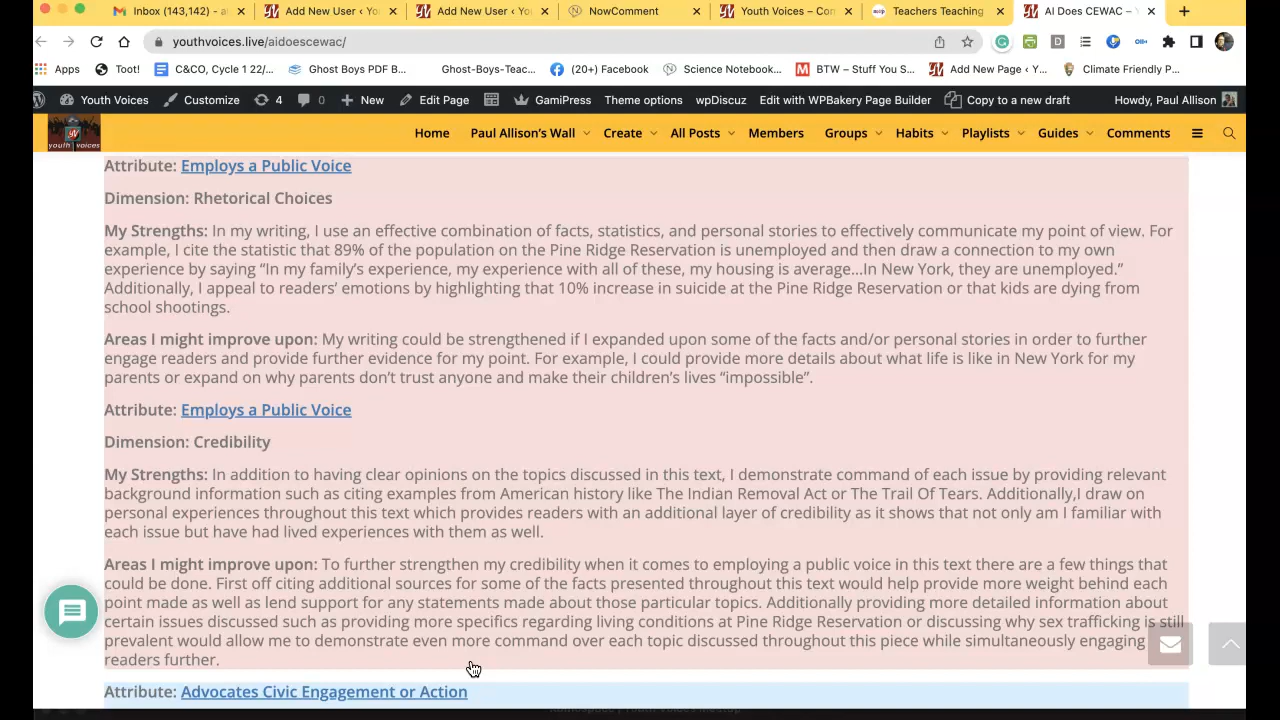 Inbox (143,142) -
Add New User ‹ You
Add New User ‹ You
NowComment
Youth Voices – Con
Teachers Teaching
AI Does CEWAC – Y
youthvoices.live/aidoescewac/
Apps
Toot!
C&CO, Cycle 1 22/...
Ghost Boys PDF B...
Ghost-Boys-Teac...
(20+) Facebook
Science Notebook...
BTW – Stuff You S...
Add New Page ‹ Y...
Climate Friendly P...
Youth Voices
Customize
4
0
New
Edit Page
GamiPress
Theme options
wpDiscuz
Edit with WPBakery Page Builder
Copy to a new draft
Howdy, Paul Allison
youth voices
Home
Paul Allison's Wall
Create
All Posts
Members
Groups
Habits
Playlists
Guides
Comments
Attribute: Employs a Public Voice
Dimension: Rhetorical Choices
My Strengths: In my writing, I use an effective combination of facts, statistics, and personal stories to effectively communicate my point of view. For
example, I cite the statistic that 89% of the population on the Pine Ridge Reservation is unemployed and then draw a connection to my own
experience by saying “In my family’s experience, my experience with all of these, my housing is average...In New York, they are unemployed.”
Additionally, I appeal to readers’ emotions by highlighting that 10% increase in suicide at the Pine Ridge Reservation or that kids are dying from
school shootings.
Areas I might improve upon: My writing could be strengthened if I expanded upon some of the facts and/or personal stories in order to further
engage readers and provide further evidence for my point. For example, I could provide more details about what life is like in New York for my
parents or expand on why parents don’t trust anyone and make their children’s lives “impossible”.
Attribute: Employs a Public Voice
Dimension: Credibility
My Strengths: In addition to having clear opinions on the topics discussed in this text, I demonstrate command of each issue by providing relevant
background information such as citing examples from American history like The Indian Removal Act or The Trail Of Tears. Additionally,I draw on
personal experiences throughout this text which provides readers with an additional layer of credibility as it shows that not only am I familiar with
each issue but have had lived experiences with them as well.
Areas I might improve upon: To further strengthen my credibility when it comes to employing a public voice in this text there are a few things that
could be done. First off citing additional sources for some of the facts presented throughout this text would help provide more weight behind each
point made as well as lend support for any statements made about those particular topics. Additionally providing more detailed information about
certain issues discussed such as providing more specifics regarding living conditions at Pine Ridge Reservation or discussing why sex trafficking is still
prevalent would allow me to demonstrate even more command over each topic discussed throughout this piece while simultaneously engaging
readers further.
Attribute: Advocates Civic Engagement or Action